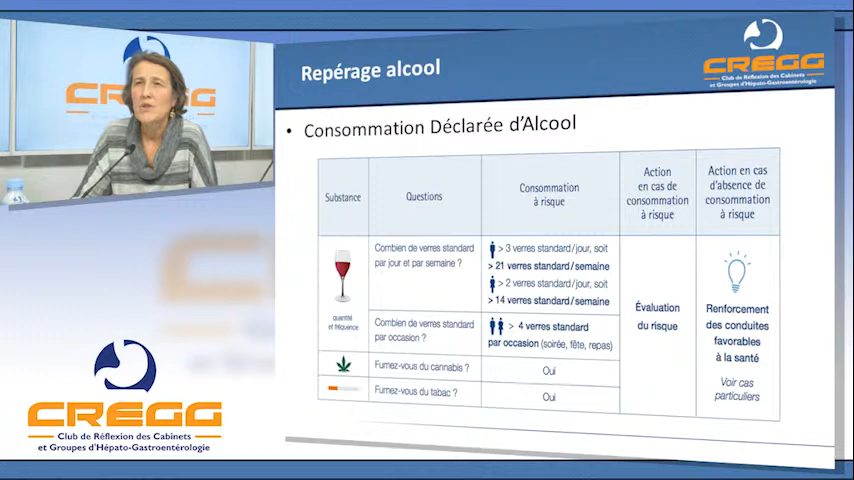 CREGG
Repérage alcool
CREGG
Club de Réflexion des Cabinets
et Groupes d'Hépato-Gastroentérologie
• Consommation Déclarée d'Alcool
Substance
Questions
Consommation
à risque
Action
en cas de
consommation
à risque
Action en cas
d'absence de
consommation
à risque
quantité
et fréquence
Combien de verres standard
par jour et par semaine ?
> 3 verres standard/jour, soit
> 21 verres standard/semaine
> 2 verres standard/jour, soit
> 14 verres standard/semaine
Combien de verres standard
par occasion ?
> 4 verres standard
par occasion (soirée, fête, repas)
Fumez-vous du cannabis ?
Oui
Fumez-vous du tabac ?
Oui
Évaluation
du risque
Renforcement
des conduites
favorables
à la santé
Voir cas
particuliers
CREGG
Club de Réflexion des Cabinets
et Groupes d'Hépato-Gastroentérologie